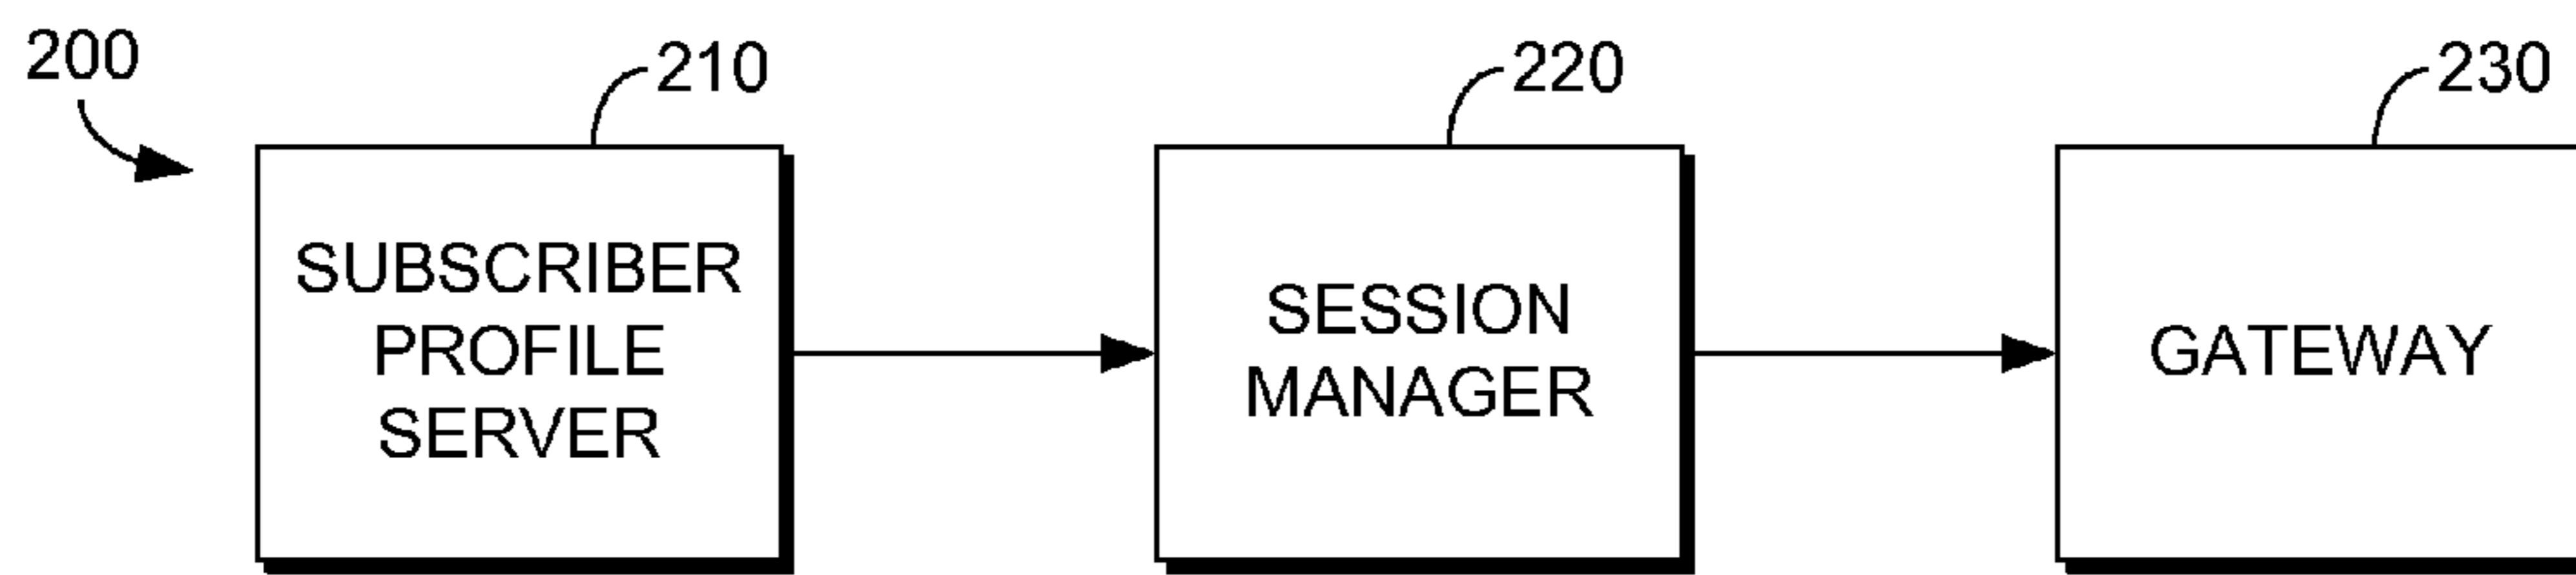 200
210
220
230
SUBSCRIBER
PROFILE
SERVER
SESSION
MANAGER
GATEWAY